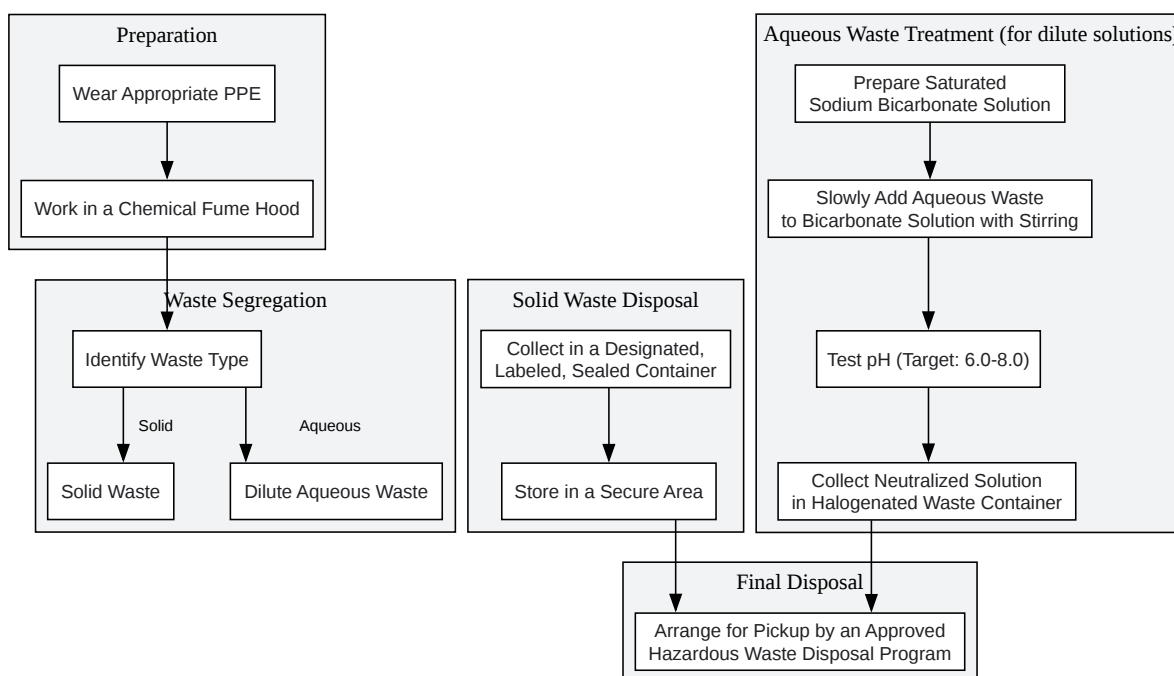 Preparation
Wear Appropriate PPE
Work in a Chemical Fume Hood
Waste Segregation
Identify Waste Type
Solid
Aqueous
Solid Waste
Dilute Aqueous Waste
Solid Waste Disposal
Collect in a Designated,
Labeled, Sealed Container
Store in a Secure Area
Aqueous Waste Treatment (for dilute solutions)
Prepare Saturated
Sodium Bicarbonate Solution
Slowly Add Aqueous Waste
to Bicarbonate Solution with Stirring
Test pH (Target: 6.0-8.0)
Collect Neutralized Solution
in Halogenated Waste Container
Final Disposal
Arrange for Pickup by an Approved
Hazardous Waste Disposal Program